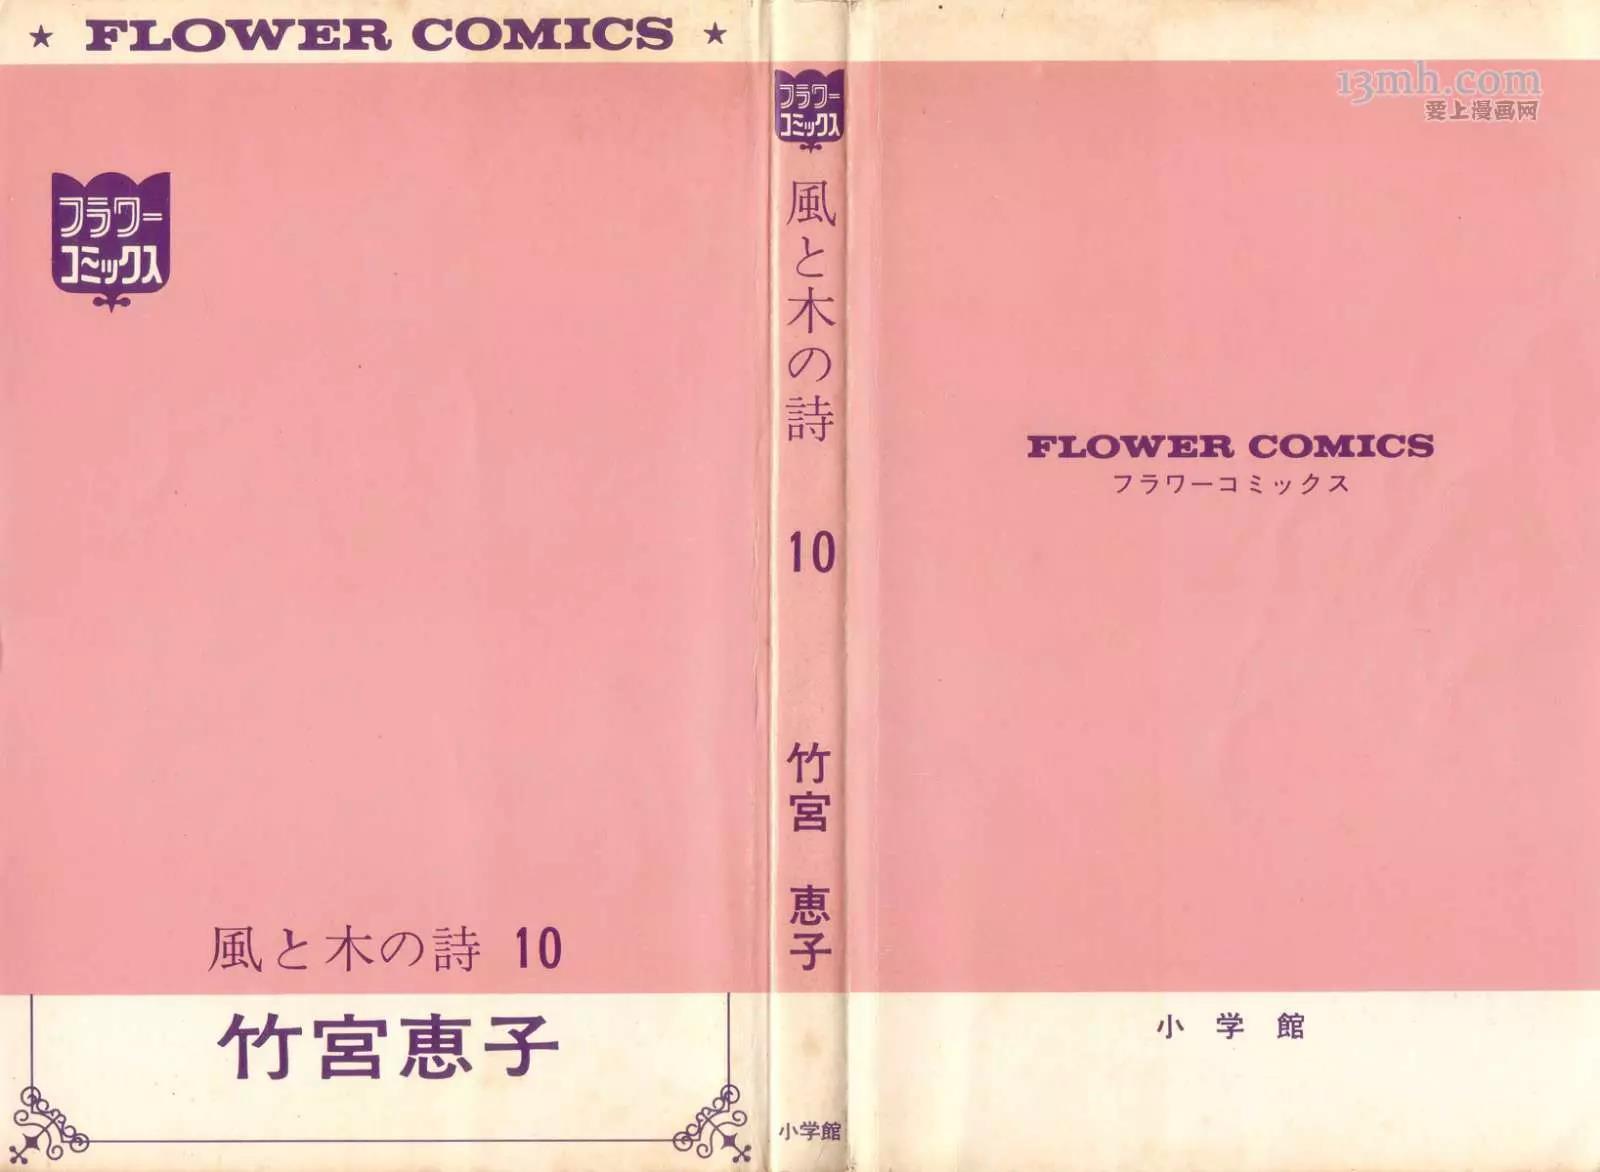 ★ FLOWER COMICS ★
フラワー
コミックス
風と木の詩 10
竹宮恵子
フラワー
コミックス
風と木の詩
10
竹宮 恵子
小学館
13mh.com
爱上漫画网
FLOWER COMICS
フラワーコミックス
小学館